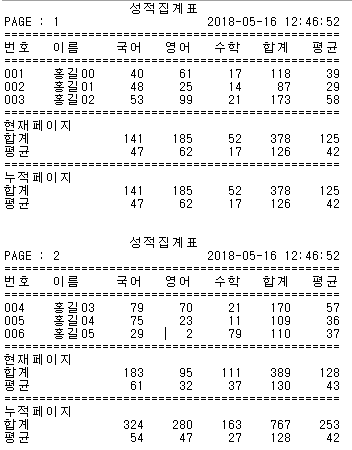 성적집계표
PAGE : 1 2018-05-16 12:46:52
================================================
번호 이름 국어 영어 수학 합계 평균
================================================
001 홍길00 40 61 17 118 39
002 홍길01 48 25 14 87 29
003 홍길02 53 99 21 173 58
================================================
현재페이지
합계 141 185 52 378 125
평균 47 62 17 126 42
================================================
누적페이지
합계 141 185 52 378 125
평균 47 62 17 126 42
성적집계표
PAGE : 2 2018-05-16 12:46:52
================================================
번호 이름 국어 영어 수학 합계 평균
================================================
004 홍길03 79 70 21 170 57
005 홍길04 75 23 11 109 36
006 홍길05 29 2 79 110 37
================================================
현재페이지
합계 183 95 111 389 128
평균 61 32 37 130 43
================================================
누적페이지
합계 324 280 163 767 253
평균 54 47 27 128 42